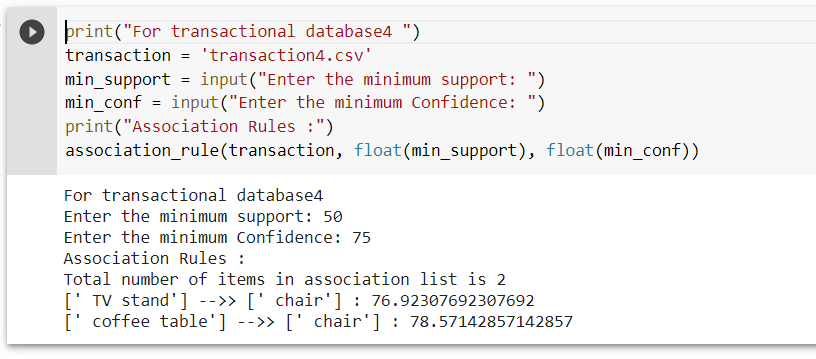 print("For transactional database4 ")
transaction = 'transaction4.csv'
min_support = input("Enter the minimum support: ")
min_conf = input("Enter the minimum Confidence: ")
print("Association Rules :")
association_rule(transaction, float(min_support), float(min_conf))
For transactional database4
Enter the minimum support: 50
Enter the minimum Confidence: 75
Association Rules :
Total number of items in association list is 2
[' TV stand'] -->> [' chair'] : 76.92307692307692
[' coffee table'] -->> [' chair'] : 78.57142857142857